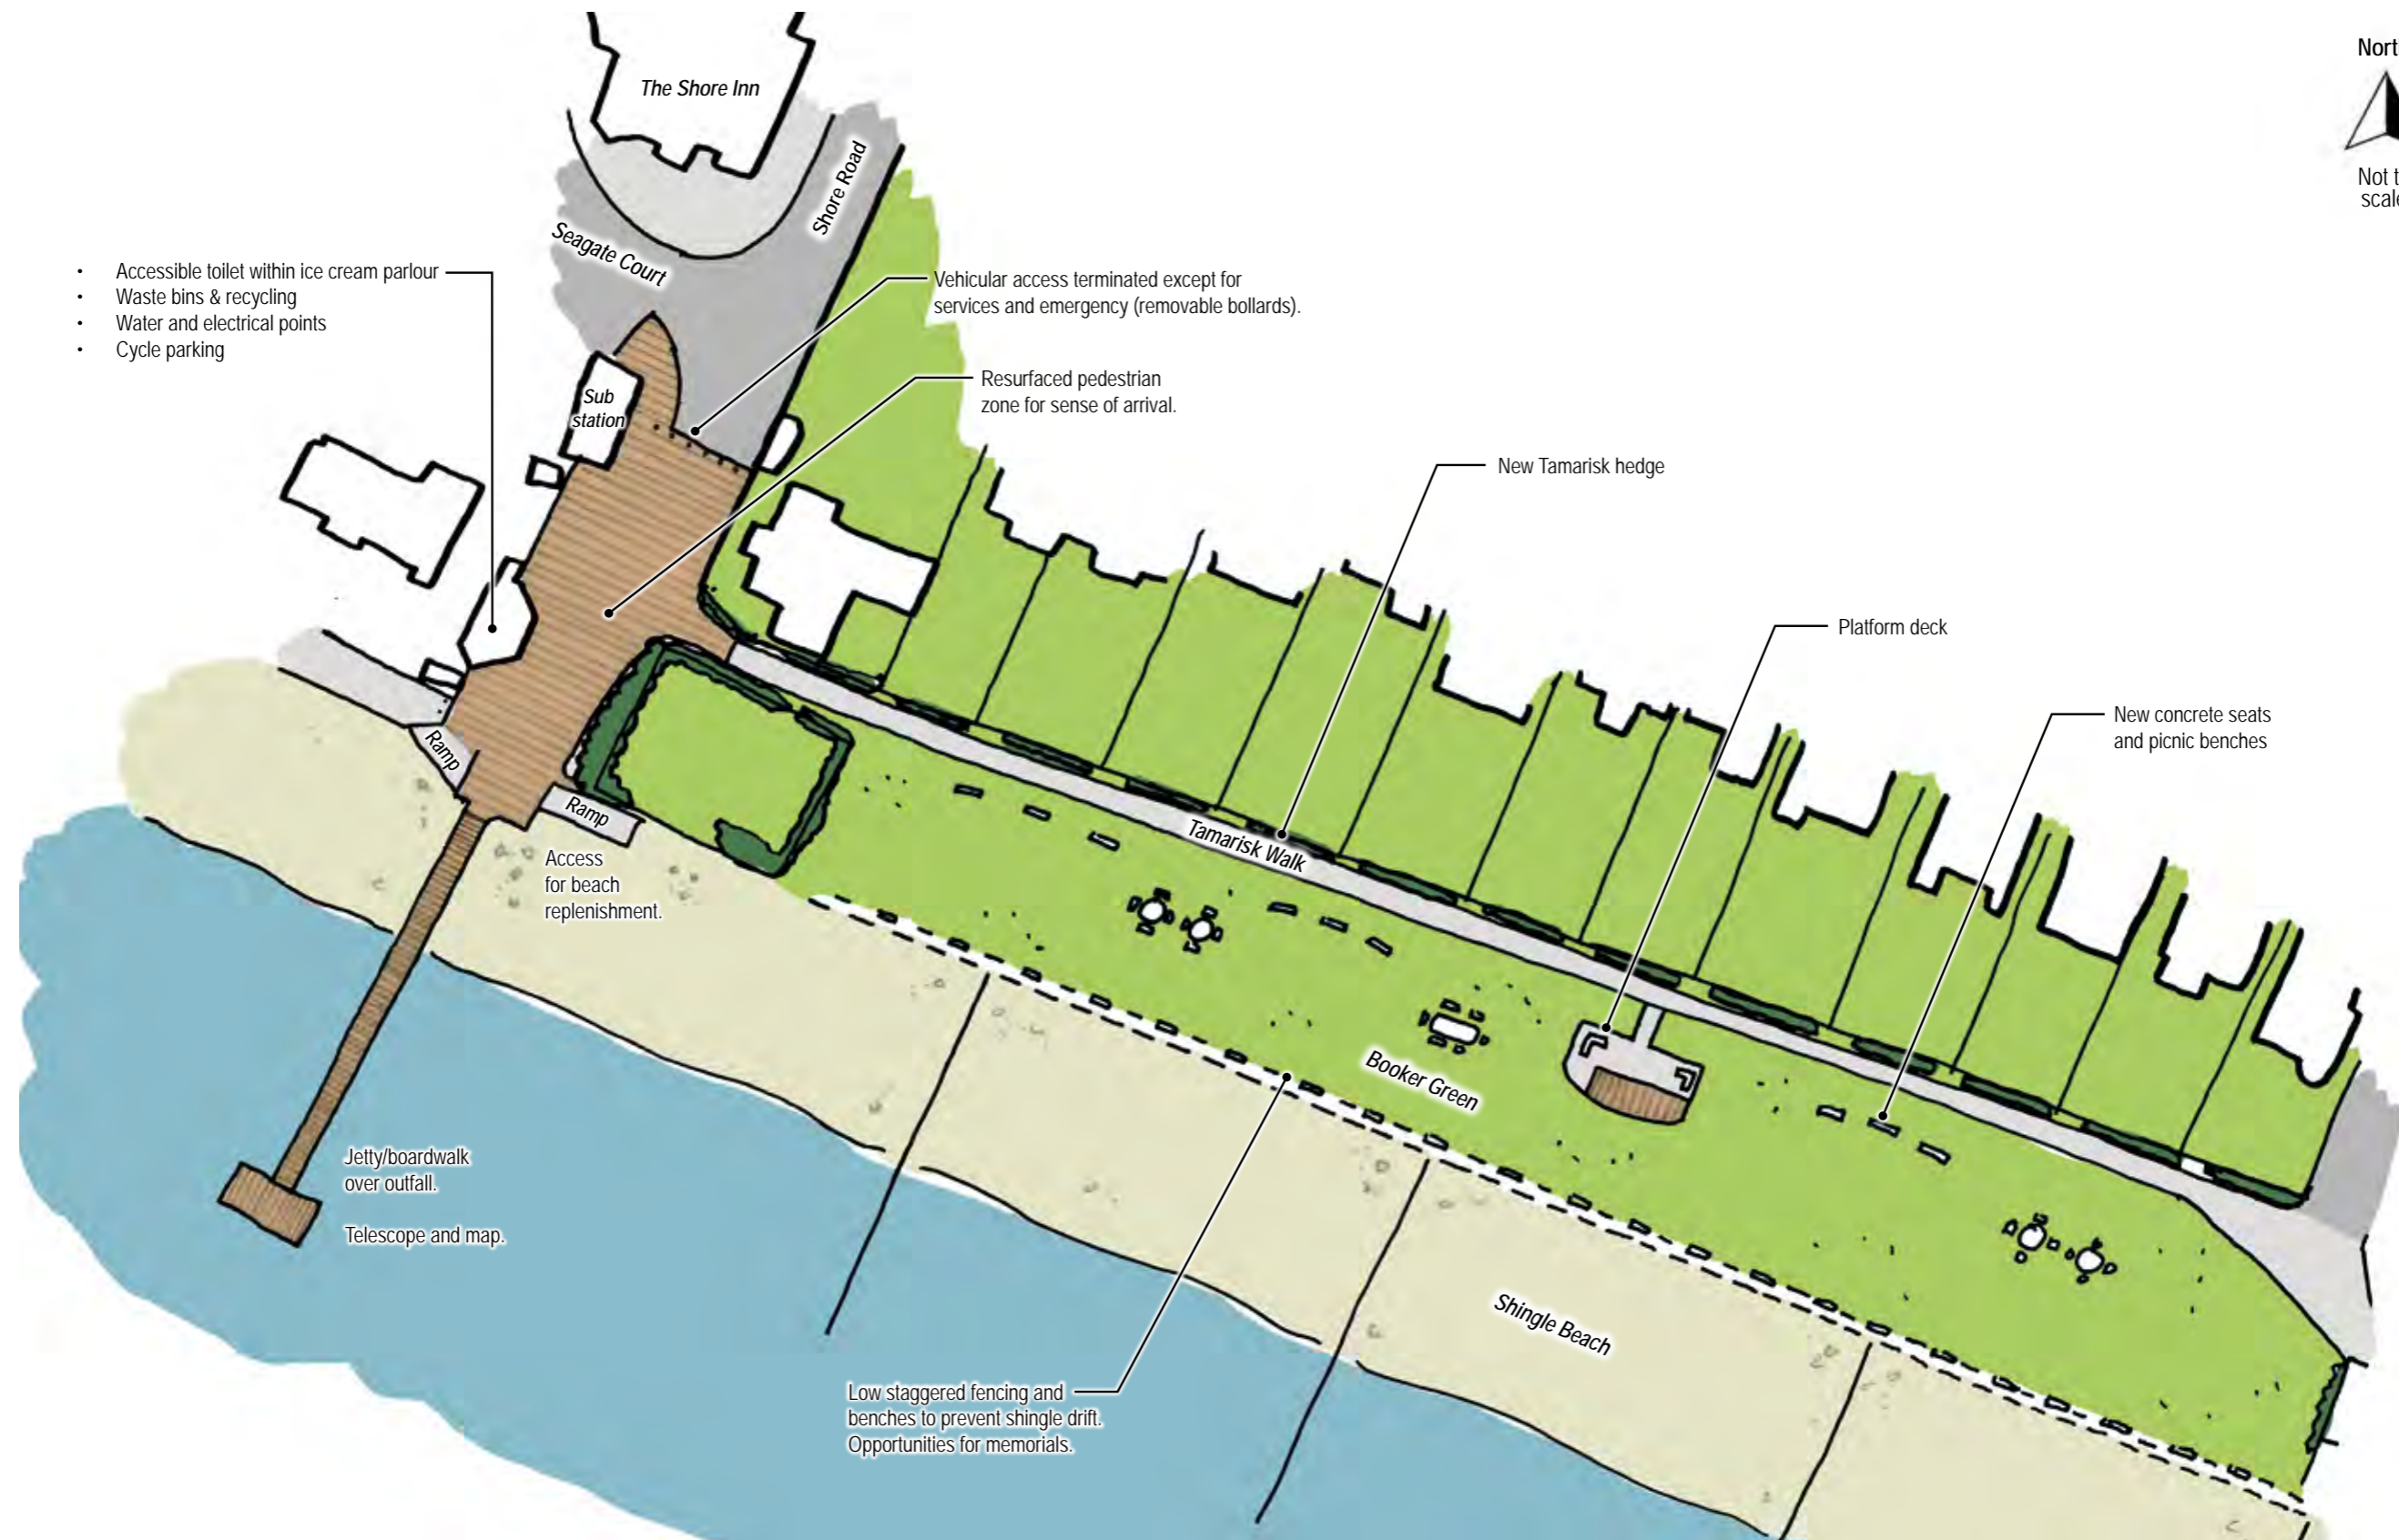 The Shore Inn
Nort
Not t
scale
Shore Road
Seagate Court
• Accessible toilet within ice cream parlour
• Waste bins & recycling
• Water and electrical points
• Cycle parking
Vehicular access terminated except for
services and emergency (removable bollards).
Resurfaced pedestrian
zone for sense of arrival.
Sub
station
New Tamarisk hedge
Platform deck
New concrete seats
and picnic benches
Ramp
Ramp
Tamarisk Walk
Access
for beach
replenishment.
Booker Green
Jetty/boardwalk
over outfall.
Telescope and map.
Shingle Beach
Low staggered fencing and
benches to prevent shingle drift.
Opportunities for memorials.